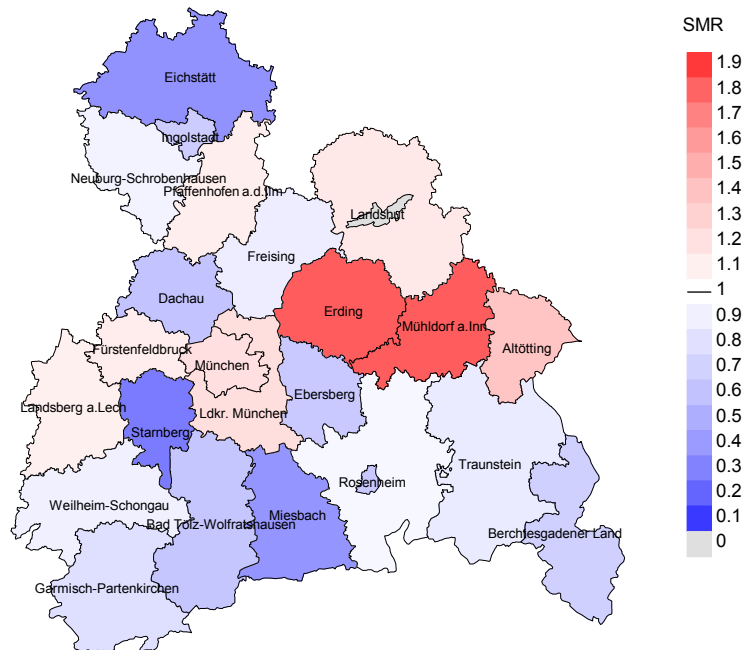 SMR
1.9
1.8
1.7
1.6
1.5
1.4
1.3
1.2
1.1
1
0.9
0.8
0.7
0.6
0.5
0.4
0.3
0.2
0.1
0
Eichstätt
Ingolstadt
Neuburg-Schrobenhausen
Pfaffenhofen a.d.Ilm
Landshut
Freising
Dachau
Erding
Mühldorf a.Inn
Altötting
Fürstenfeldbruck
München
Ebersberg
Landsberg a.Lech
Ldkr. München
Starnberg
Traunstein
Rosenheim
Weilheim-Schongau
Miesbach
Bad Tölz-Wolfratshausen
Berchtesgadener Land
Garmisch-Partenkirchen